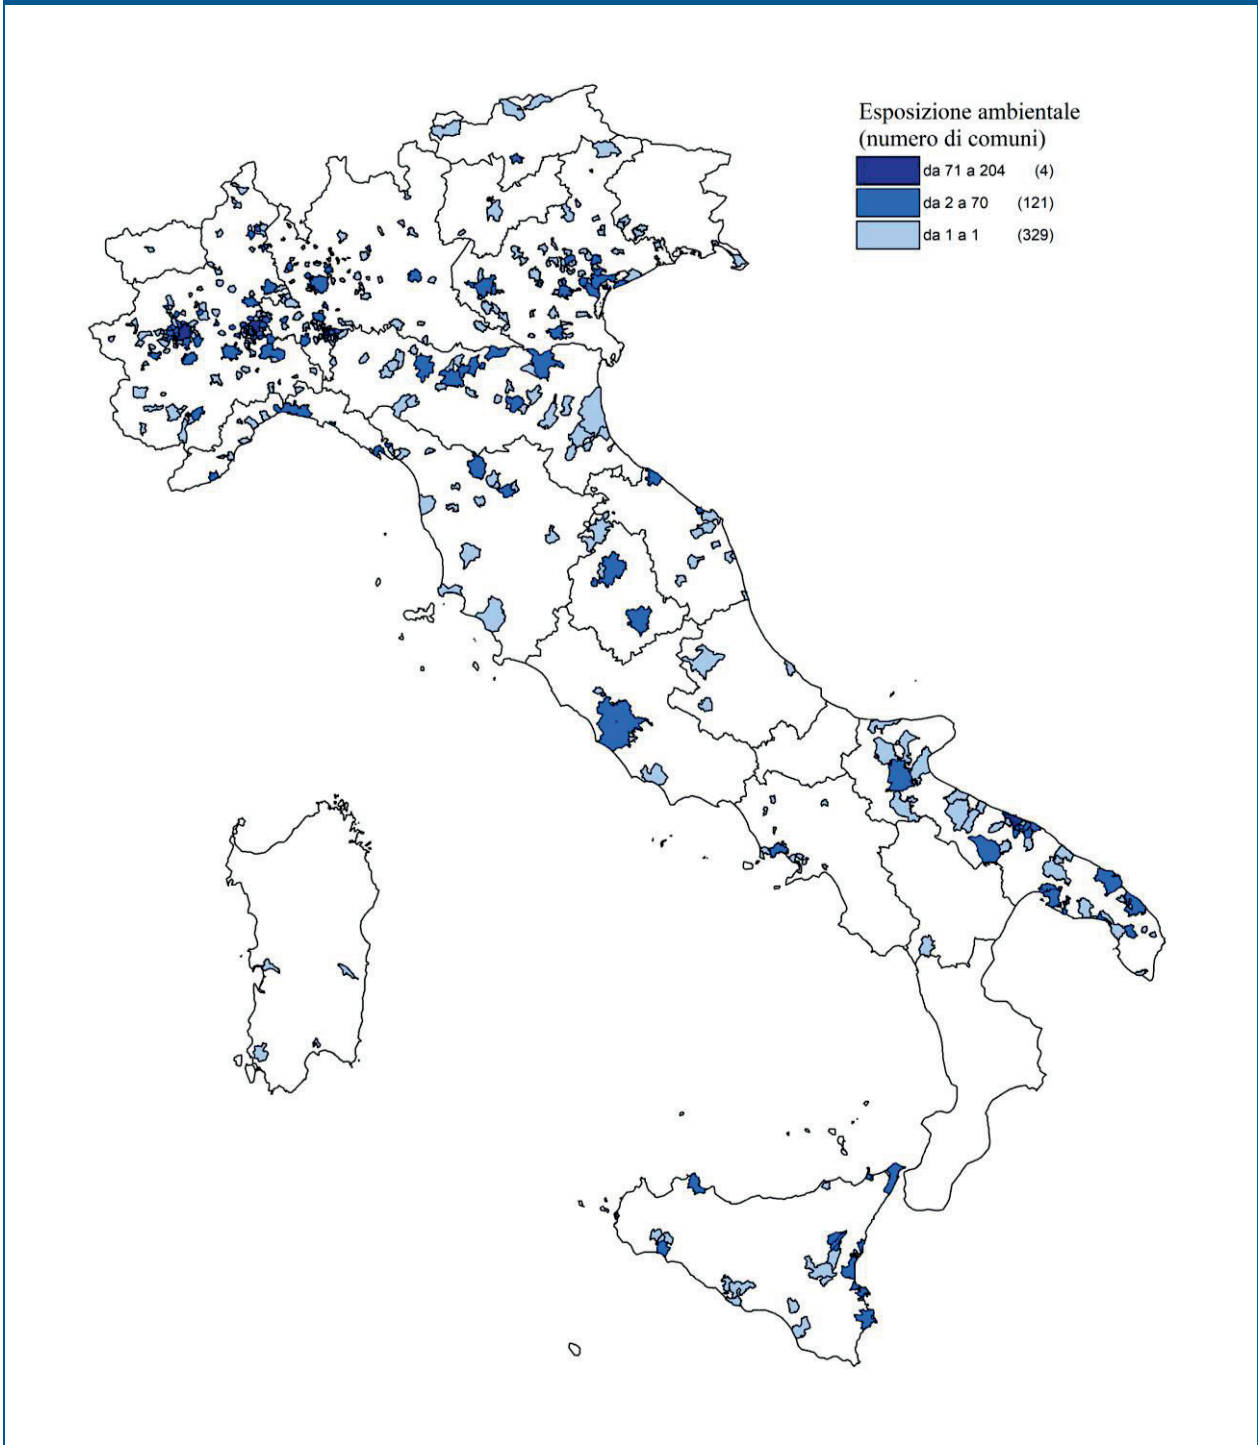 Esposizione ambientale
(numero di comuni)
da 71 a 204 (4)
da 2 a 70 (121)
da 1 a 1 (329)